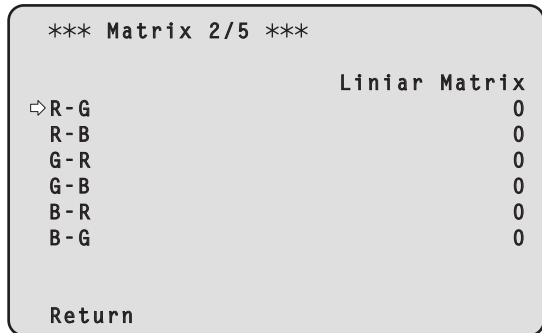 *** Matrix 2/5 ***
Liniar Matrix
⇨R-G 0
R-B 0
G-R 0
G-B 0
B-R 0
B-G 0
Return